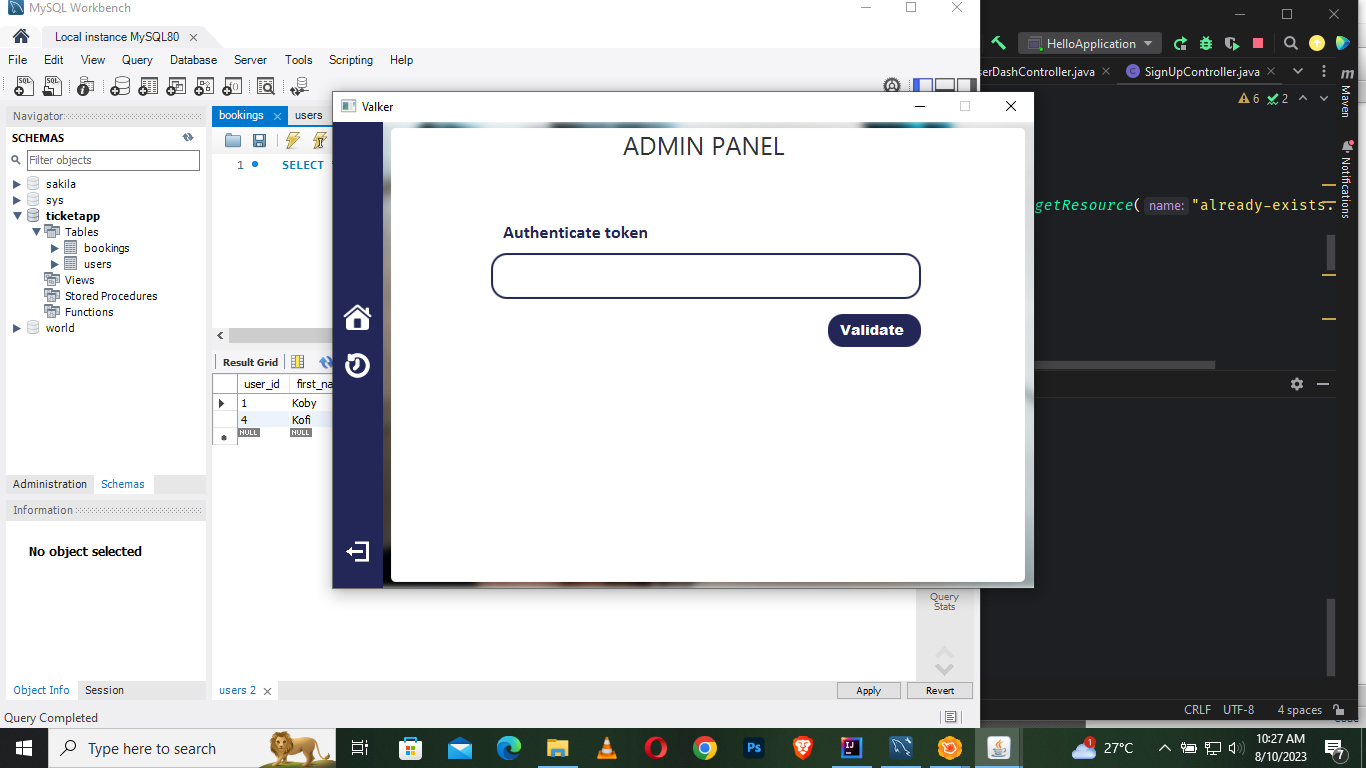 MySQL Workbench
Local instance MySQL80
File Edit View Query Database Server Tools Scripting Help
Navigator
SCHEMAS
Filter objects
sakila
sys
ticketapp
Tables
bookings
users
Views
Stored Procedures
Functions
world
Administration Schemas
Information
No object selected
Object Info Session
Query Completed
bookings users
1 SELECT
Result Grid
user_id first_na
1 Koby
4 Kofi
NULL NULL
users 2
Query
Stats
Apply Revert
Valker
ADMIN PANEL
Authenticate token
Validate
HelloApplication
serDashController.java SignUpController.java
6 2
Maven
Notifications
getResource( name: "already-exists.
CRLF UTF-8 4 spaces
Type here to search
1
27°C
10:27 AM
8/10/2023
7